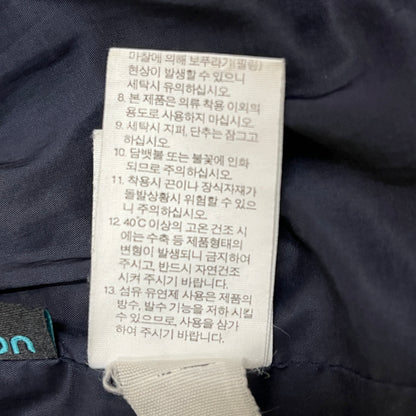 마찰에 의해 보푸라기(필링)
현상이 발생할 수 있으니
세탁시 유의하십시오.
8. 본 제품은 의류 착용 이외의
용도로 사용하지 마십시오.
9. 세탁시 지퍼, 단추는 잠그고
하십시오.
10. 담뱃불 또는 불꽃에 인화
되므로 주의하십시오.
11. 착용시 끈이나 장식자재가
돌발상황시 위험할 수 있으
니 주의하십시오.
12. 40℃ 이상의 고온 건조 시
에는 수축 등 제품형태의
변형이 발생되니 금지하여
주시고, 반드시 자연건조
시켜 주시기 바랍니다.
13. 섬유 유연제 사용은 제품의
방수, 발수 기능을 저하 시킬
수 있으므로, 사용을 삼가
하여 주시기 바랍니다.
on